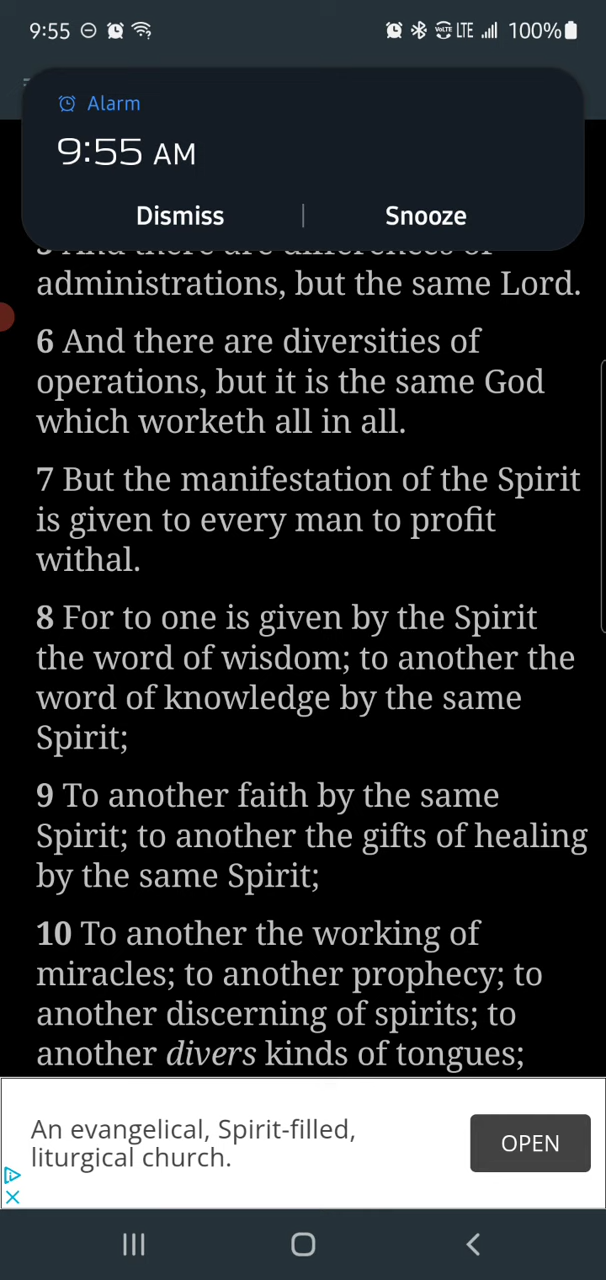 9:55 LTE 100%
Alarm
9:55 AM
Dismiss | Snooze
And there are differences of
administrations, but the same Lord.
6 And there are diversities of
operations, but it is the same God
which worketh all in all.
7 But the manifestation of the Spirit
is given to every man to profit
withal.
8 For to one is given by the Spirit
the word of wisdom; to another the
word of knowledge by the same
Spirit;
9 To another faith by the same
Spirit; to another the gifts of healing
by the same Spirit;
10 To another the working of
miracles; to another prophecy; to
another discerning of spirits; to
another divers kinds of tongues;
An evangelical, Spirit-filled,
liturgical church.
OPEN